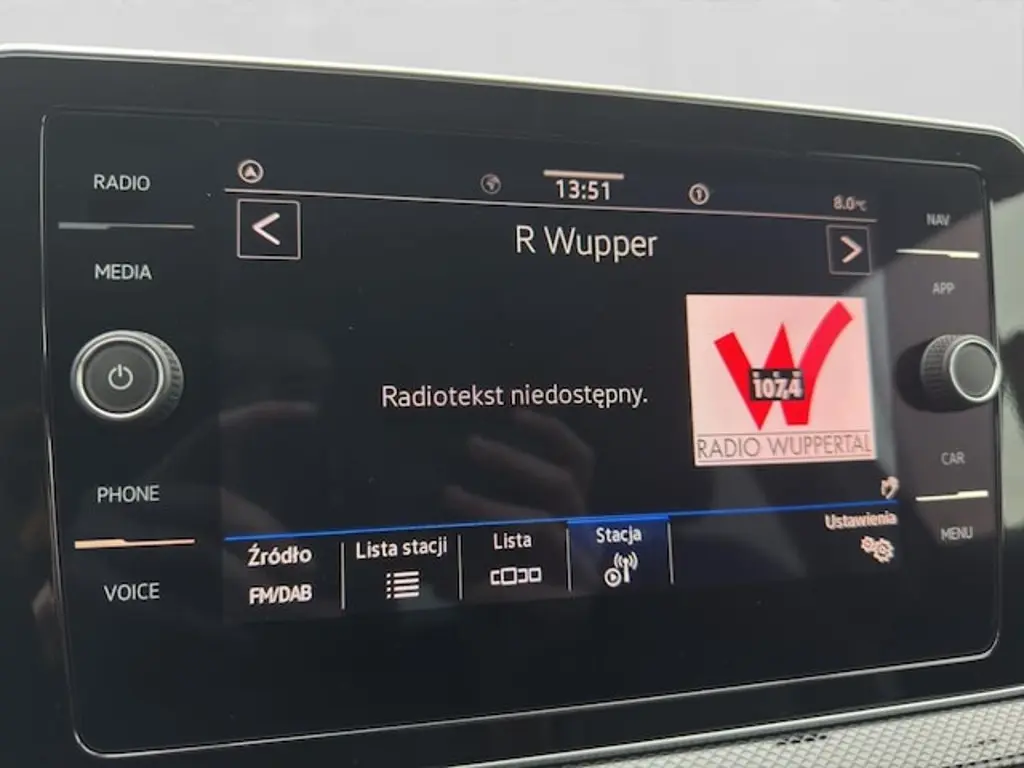 RADIO
MEDIA
PHONE
VOICE
13:51
8.0°C
R Wupper
Radiotekst niedostępny.
107,4
RADIO WUPPERTAL
Ustawienia
Źródło
FM/DAB
Lista stacji
Lista
Stacja
NAV
APP
CAR
MENU